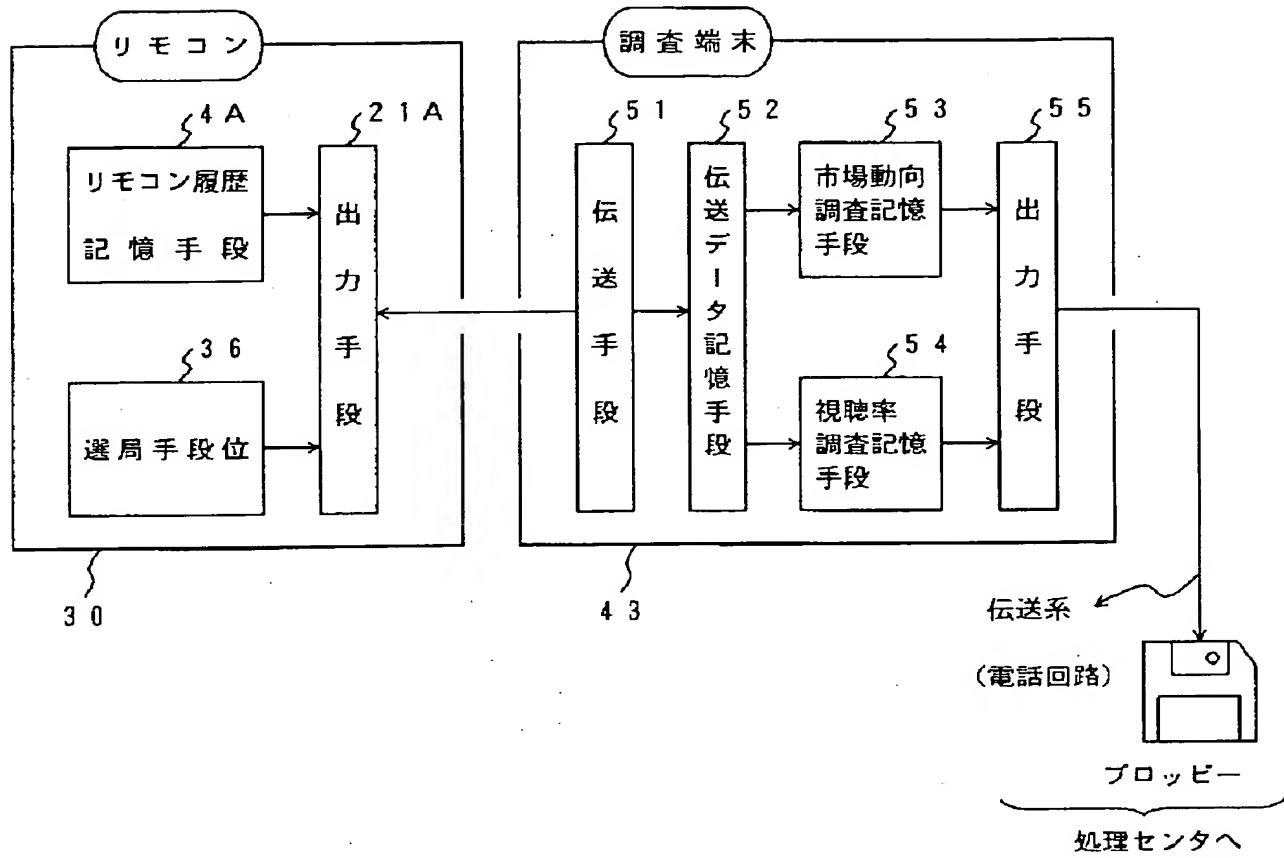 リモコン
4A
21A
リモコン履歴
記憶手段
出力手段
36
選局手段位
30
調査端末
51
52
53
55
伝送手段
伝送データ記憶手段
市場動向
調査記憶
手段
出力手段
54
視聴率
調査記憶
手段
43
伝送系
(電話回路)
プロッピー
処理センタへ